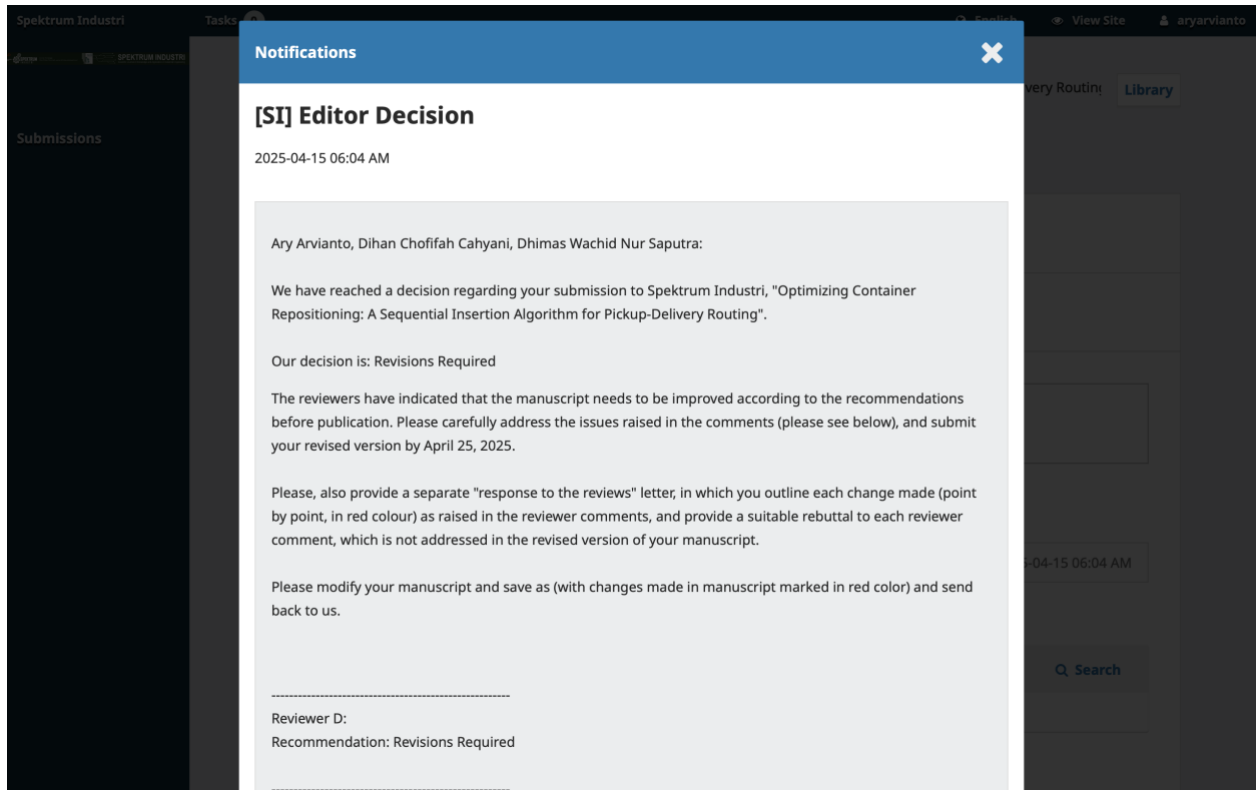 Spektrum Industri
Tasks
English
View Site
aryarvianto
SPEKTRUM INDUSTRI
Notifications
very Routing
Library
[SI] Editor Decision
Submissions
2025-04-15 06:04 AM
Ary Arvianto, Dihan Chofifah Cahyani, Dhimas Wachid Nur Saputra:
We have reached a decision regarding your submission to Spektrum Industri, "Optimizing Container
Repositioning: A Sequential Insertion Algorithm for Pickup-Delivery Routing".
Our decision is: Revisions Required
The reviewers have indicated that the manuscript needs to be improved according to the recommendations
before publication. Please carefully address the issues raised in the comments (please see below), and submit
your revised version by April 25, 2025.
Please, also provide a separate "response to the reviews" letter, in which you outline each change made (point
by point, in red colour) as raised in the reviewer comments, and provide a suitable rebuttal to each reviewer
comment, which is not addressed in the revised version of your manuscript.
-04-15 06:04 AM
Please modify your manuscript and save as (with changes made in manuscript marked in red color) and send
back to us.
Search
------------------------------------------------------
Reviewer D:
Recommendation: Revisions Required
------------------------------------------------------